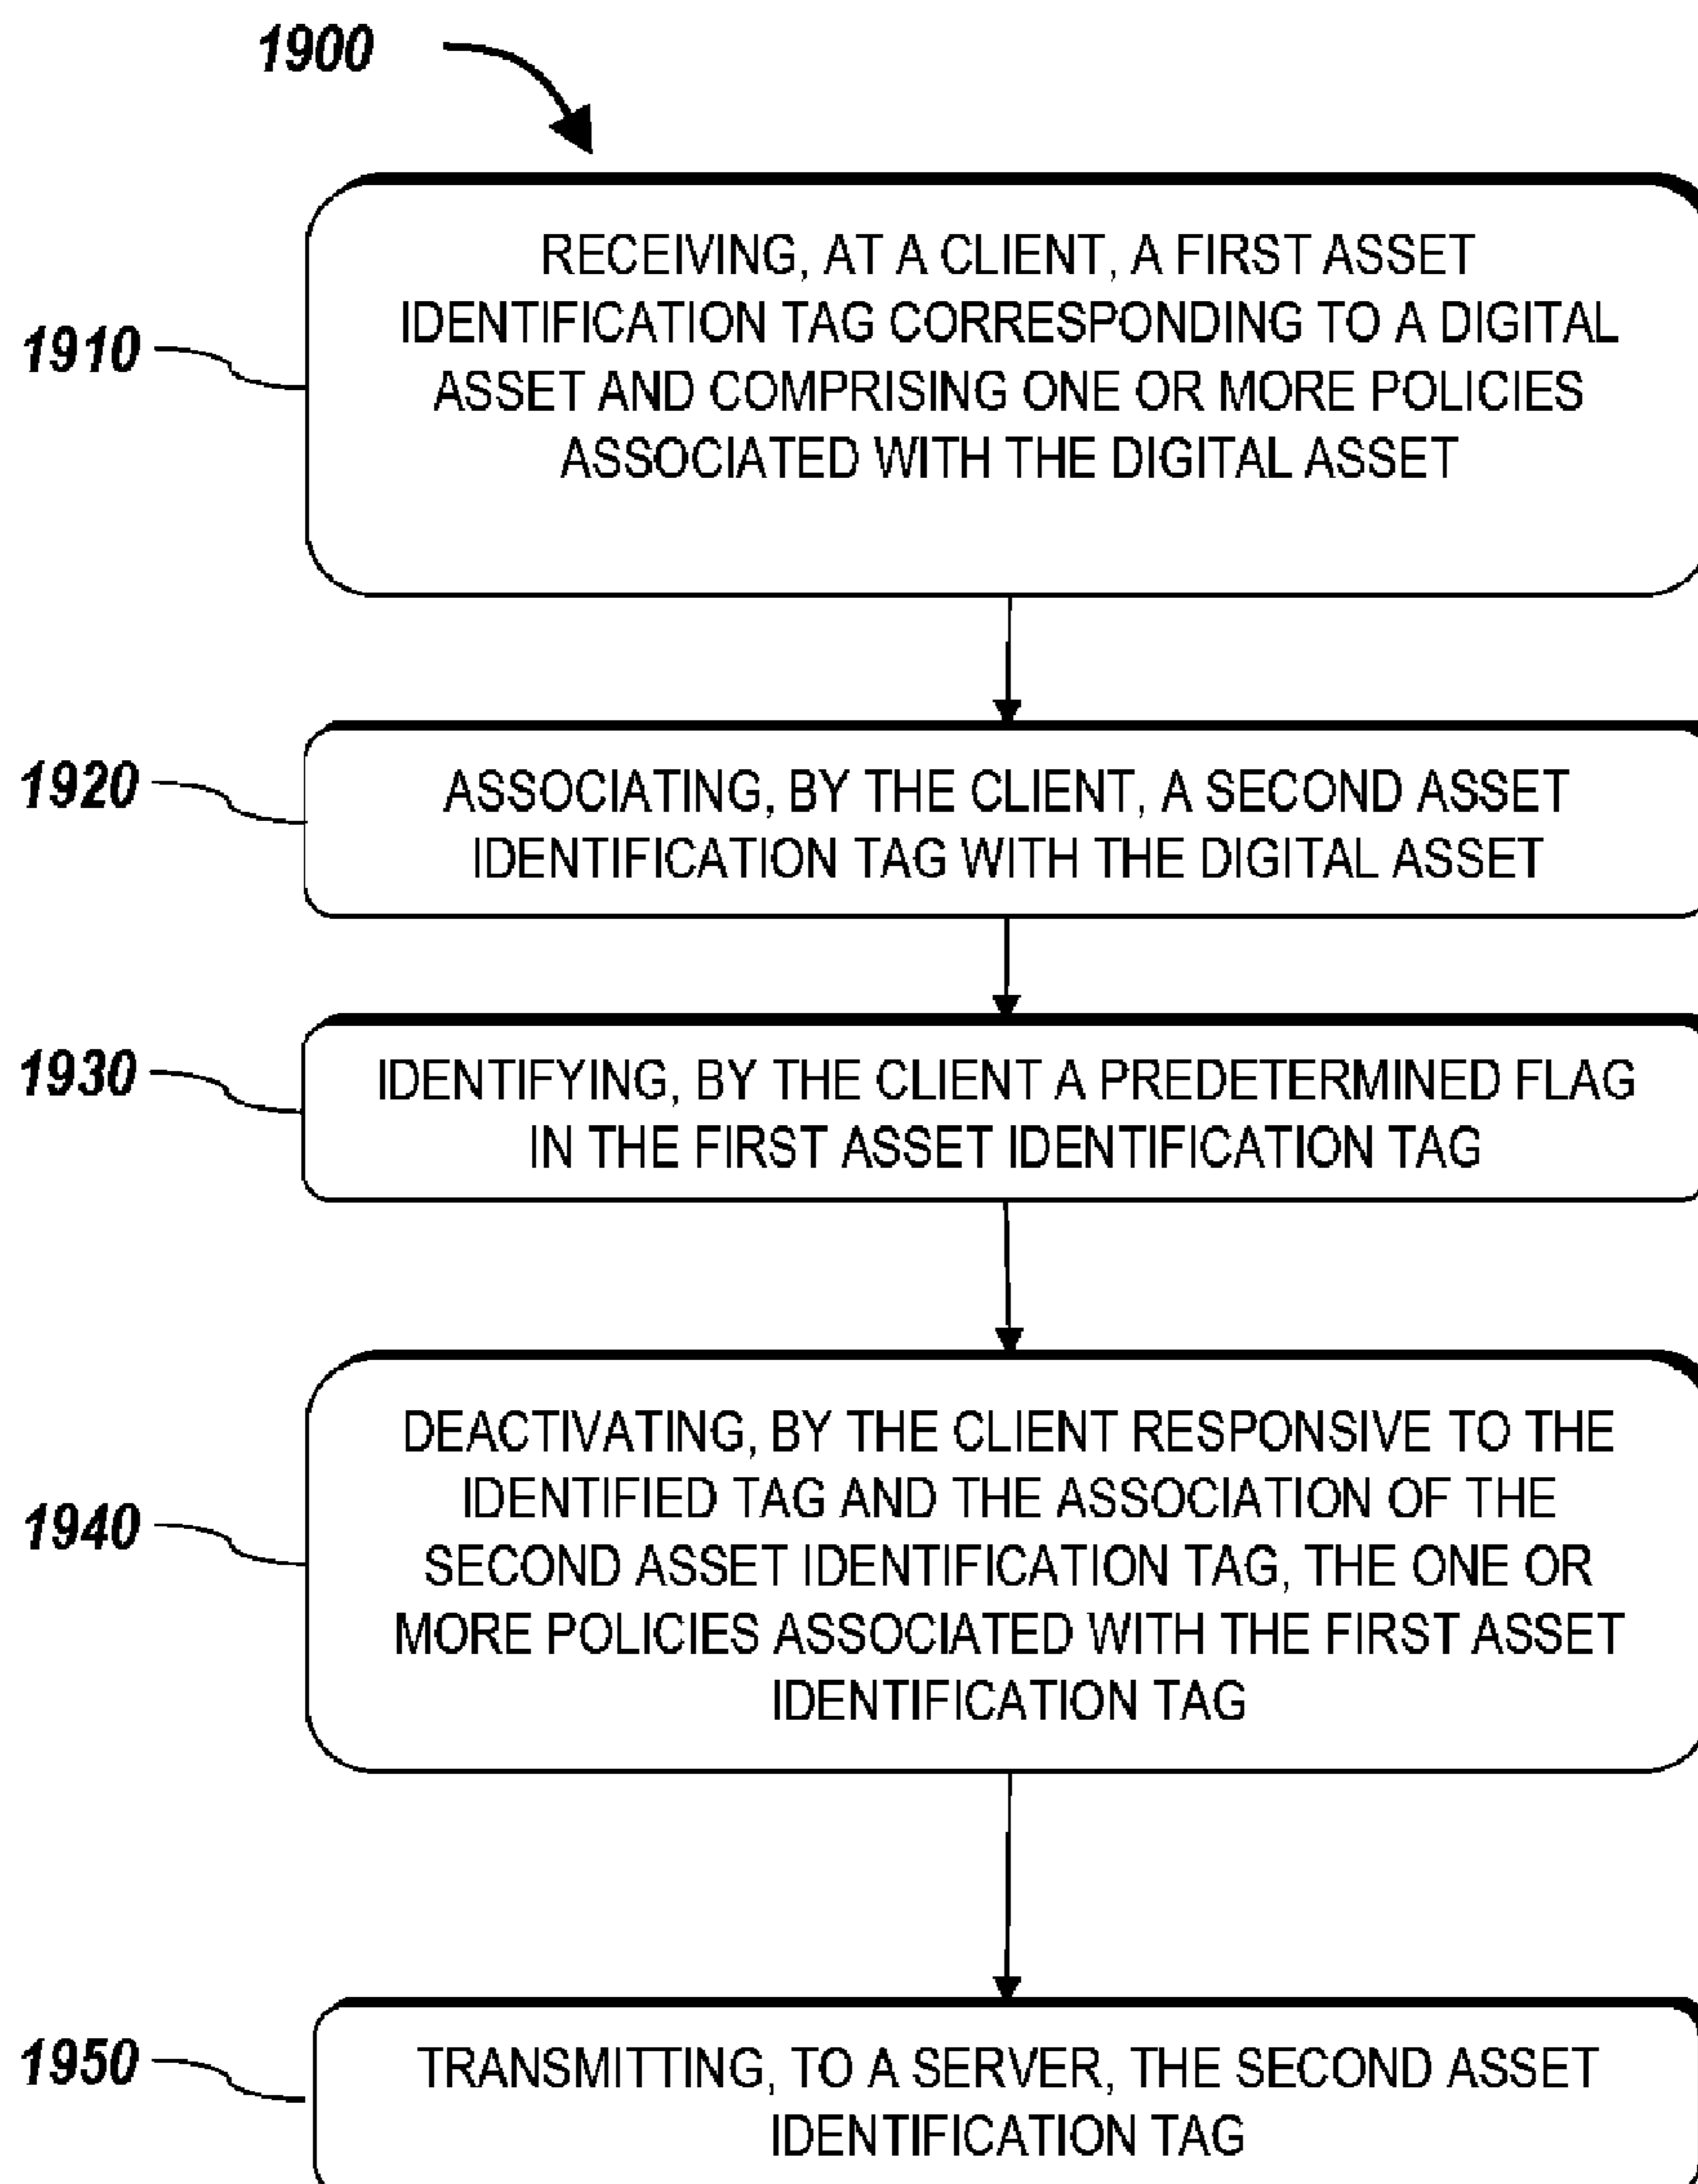 1900
1910
RECEIVING, AT A CLIENT, A FIRST ASSET
IDENTIFICATION TAG CORRESPONDING TO A DIGITAL
ASSET AND COMPRISING ONE OR MORE POLICIES
ASSOCIATED WITH THE DIGITAL ASSET
1920
ASSOCIATING, BY THE CLIENT, A SECOND ASSET
IDENTIFICATION TAG WITH THE DIGITAL ASSET
1930
IDENTIFYING, BY THE CLIENT A PREDETERMINED FLAG
IN THE FIRST ASSET IDENTIFICATION TAG
1940
DEACTIVATING, BY THE CLIENT RESPONSIVE TO THE
IDENTIFIED TAG AND THE ASSOCIATION OF THE
SECOND ASSET IDENTIFICATION TAG, THE ONE OR
MORE POLICIES ASSOCIATED WITH THE FIRST ASSET
IDENTIFICATION TAG
1950
TRANSMITTING, TO A SERVER, THE SECOND ASSET
IDENTIFICATION TAG